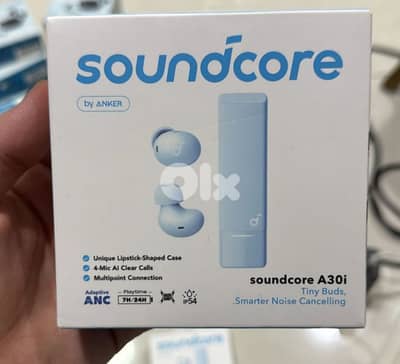 soundcore
by ANKER
Olx
Unique Lipstick-Shaped Case
4-Mic AI Clear Calls
Multipoint Connection
Adaptive
ANC
Playtime
7H/24H
IP54
soundcore A30i
Tiny Buds,
Smarter Noise Cancelling